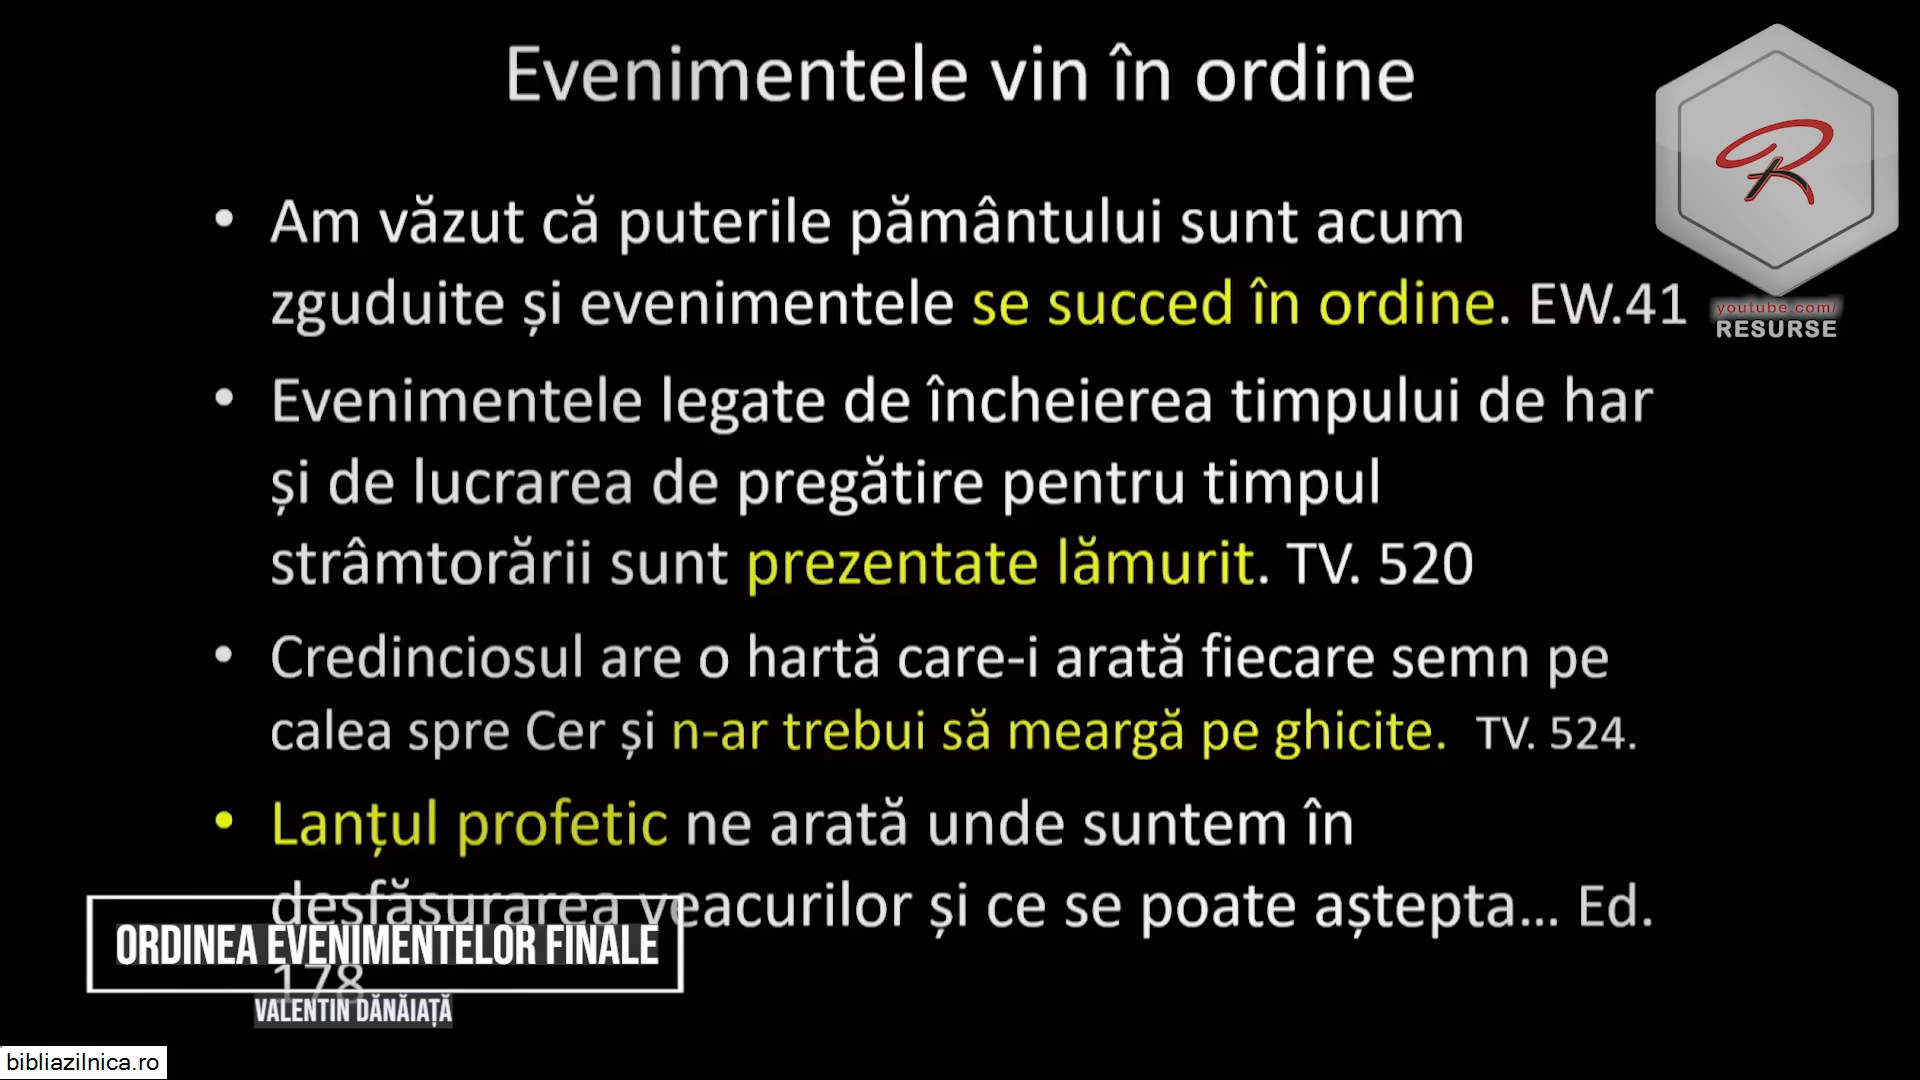 Evenimentele vin în ordine
• Am văzut că puterile pământului sunt acum
zguduite și evenimentele se succed în ordine. EW.41
• Evenimentele legate de încheierea timpului de har
și de lucrarea de pregătire pentru timpul
strâmtorării sunt prezentate lămurit. TV. 520
• Credinciosul are o hartă care-i arată fiecare semn pe
calea spre Cer și n-ar trebui să meargă pe ghicite. TV. 524.
• Lanțul profetic ne arată unde suntem în
desfășurarea veacurilor și ce se poate aștepta... Ed.
178
ORDINEA EVENIMENTELOR FINALE
VALENTIN DĂNĂIAȚĂ
bibliazilnica.ro
R
youtube.com/
RESURSE